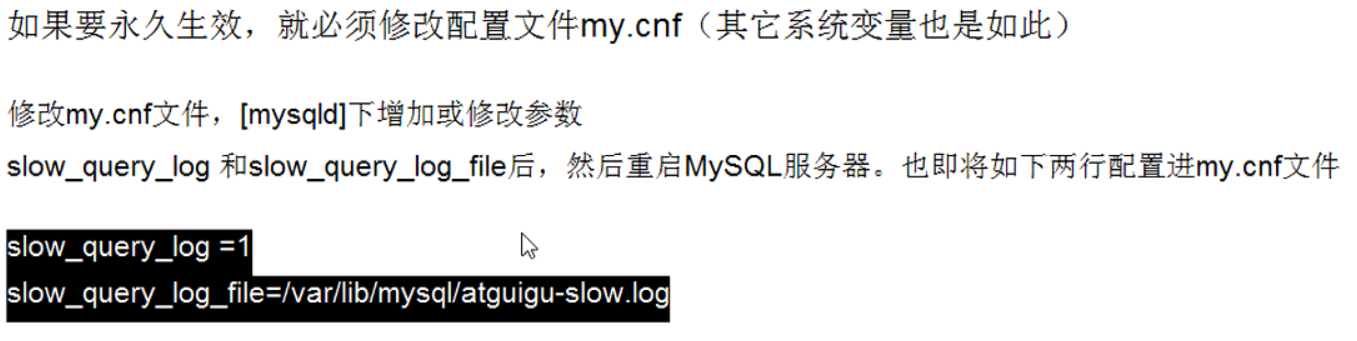 如果要永久生效，就必须修改配置文件my.cnf（其它系统变量也是如此）
修改my.cnf文件，[mysqld]下增加或修改参数
slow_query_log 和slow_query_log_file后，然后重启MySQL服务器。也即将如下两行配置进my.cnf文件
slow_query_log =1
slow_query_log_file=/var/lib/mysql/atguigu-slow.log